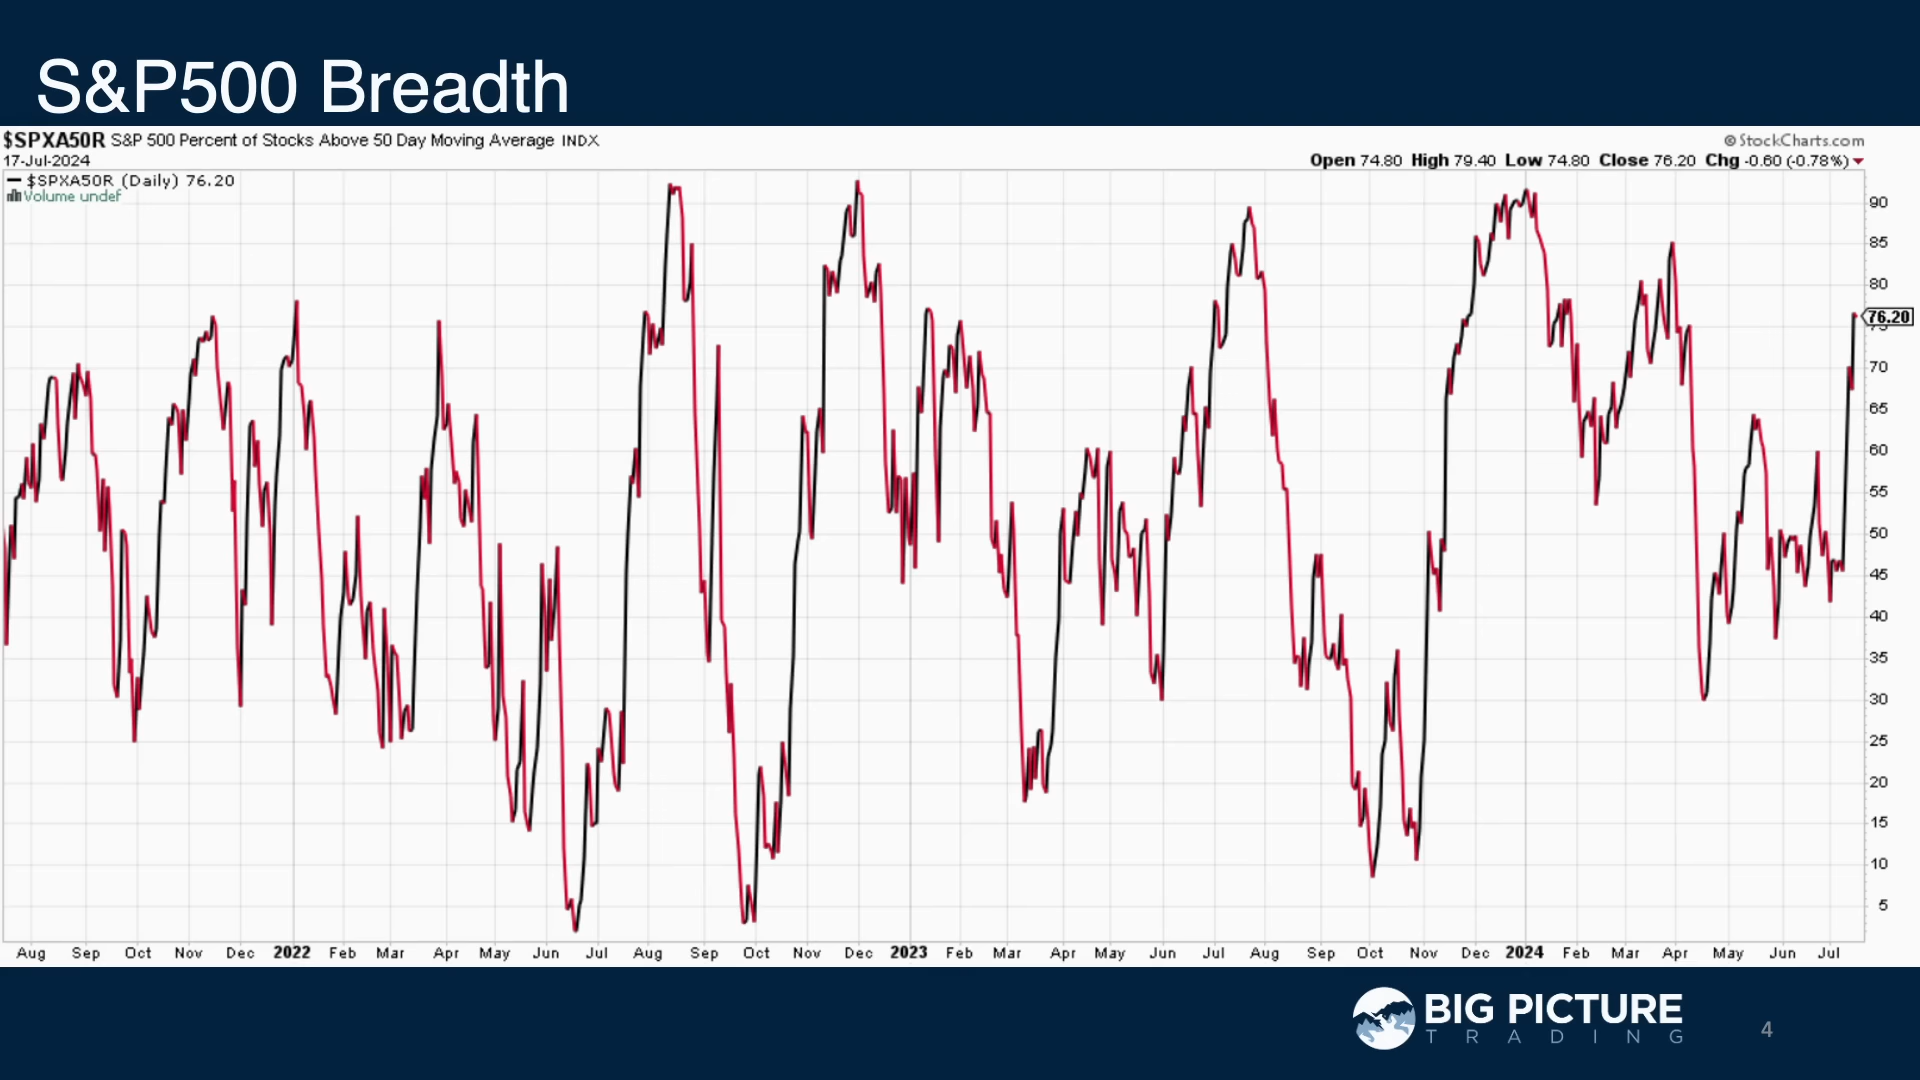 S&P500 Breadth
$SPXA50R S&P 500 Percent of Stocks Above 50 Day Moving Average INDX
© StockCharts.com
17-Jul-2024
Open 74.80 High 79.40 Low 74.80 Close 76.20 Chg -0.60 (-0.78%)
$SPXA50R (Daily) 76.20
Volume undef
90
85
80
76.20
75
70
65
60
55
50
45
40
35
30
25
20
15
10
5
Aug Sep Oct Nov Dec 2022 Feb Mar Apr May Jun Jul Aug Sep Oct Nov Dec 2023 Feb Mar Apr May Jun Jul Aug Sep Oct Nov Dec 2024 Feb Mar Apr May Jun Jul
BIG PICTURE
TRADING
4